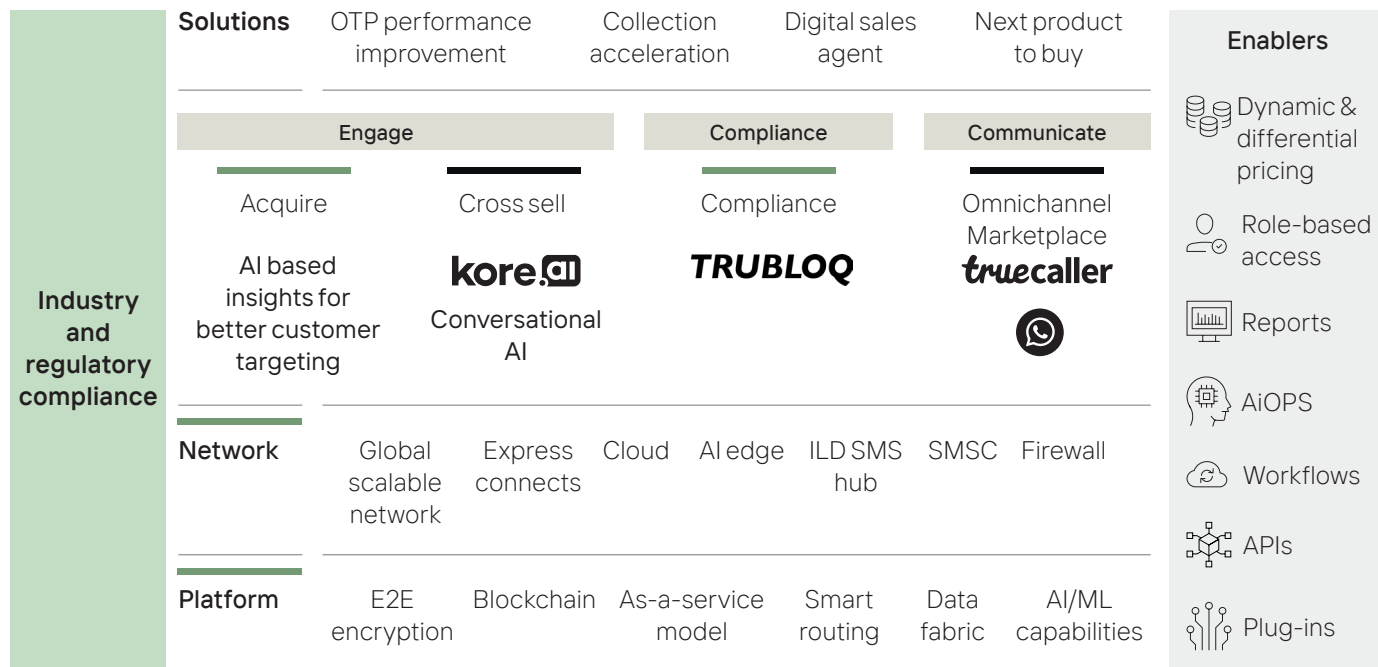 Industry
and
regulatory
compliance
Solutions
OTP performance
improvement
Collection
acceleration
Digital sales
agent
Next product
to buy
Engage
Compliance
Communicate
Acquire
AI based
insights for
better customer
targeting
Cross sell
kore.ai
Conversational
AI
Compliance
TRUBLOQ
Omnichannel
Marketplace
truecaller
Network
Global
scalable
network
Express
connects
Cloud
AI edge
ILD SMS
hub
SMSC
Firewall
Platform
E2E
encryption
Blockchain
As-a-service
model
Smart
routing
Data
fabric
AI/ML
capabilities
Enablers
Dynamic &
differential
pricing
Role-based
access
Reports
AiOPS
Workflows
APIs
Plug-ins